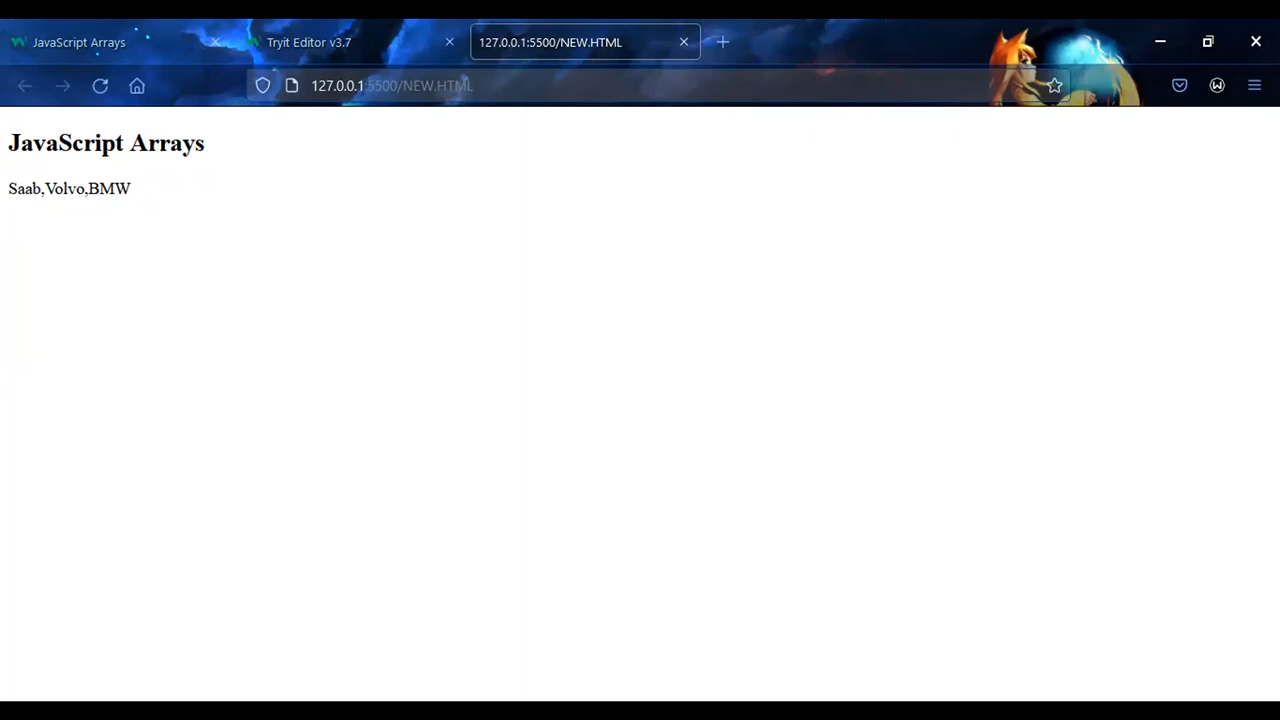 JavaScript Arrays
Tryit Editor v3.7
127.0.0.1:5500/NEW.HTML
127.0.0.1:5500/NEW.HTML
JavaScript Arrays
Saab,Volvo,BMW